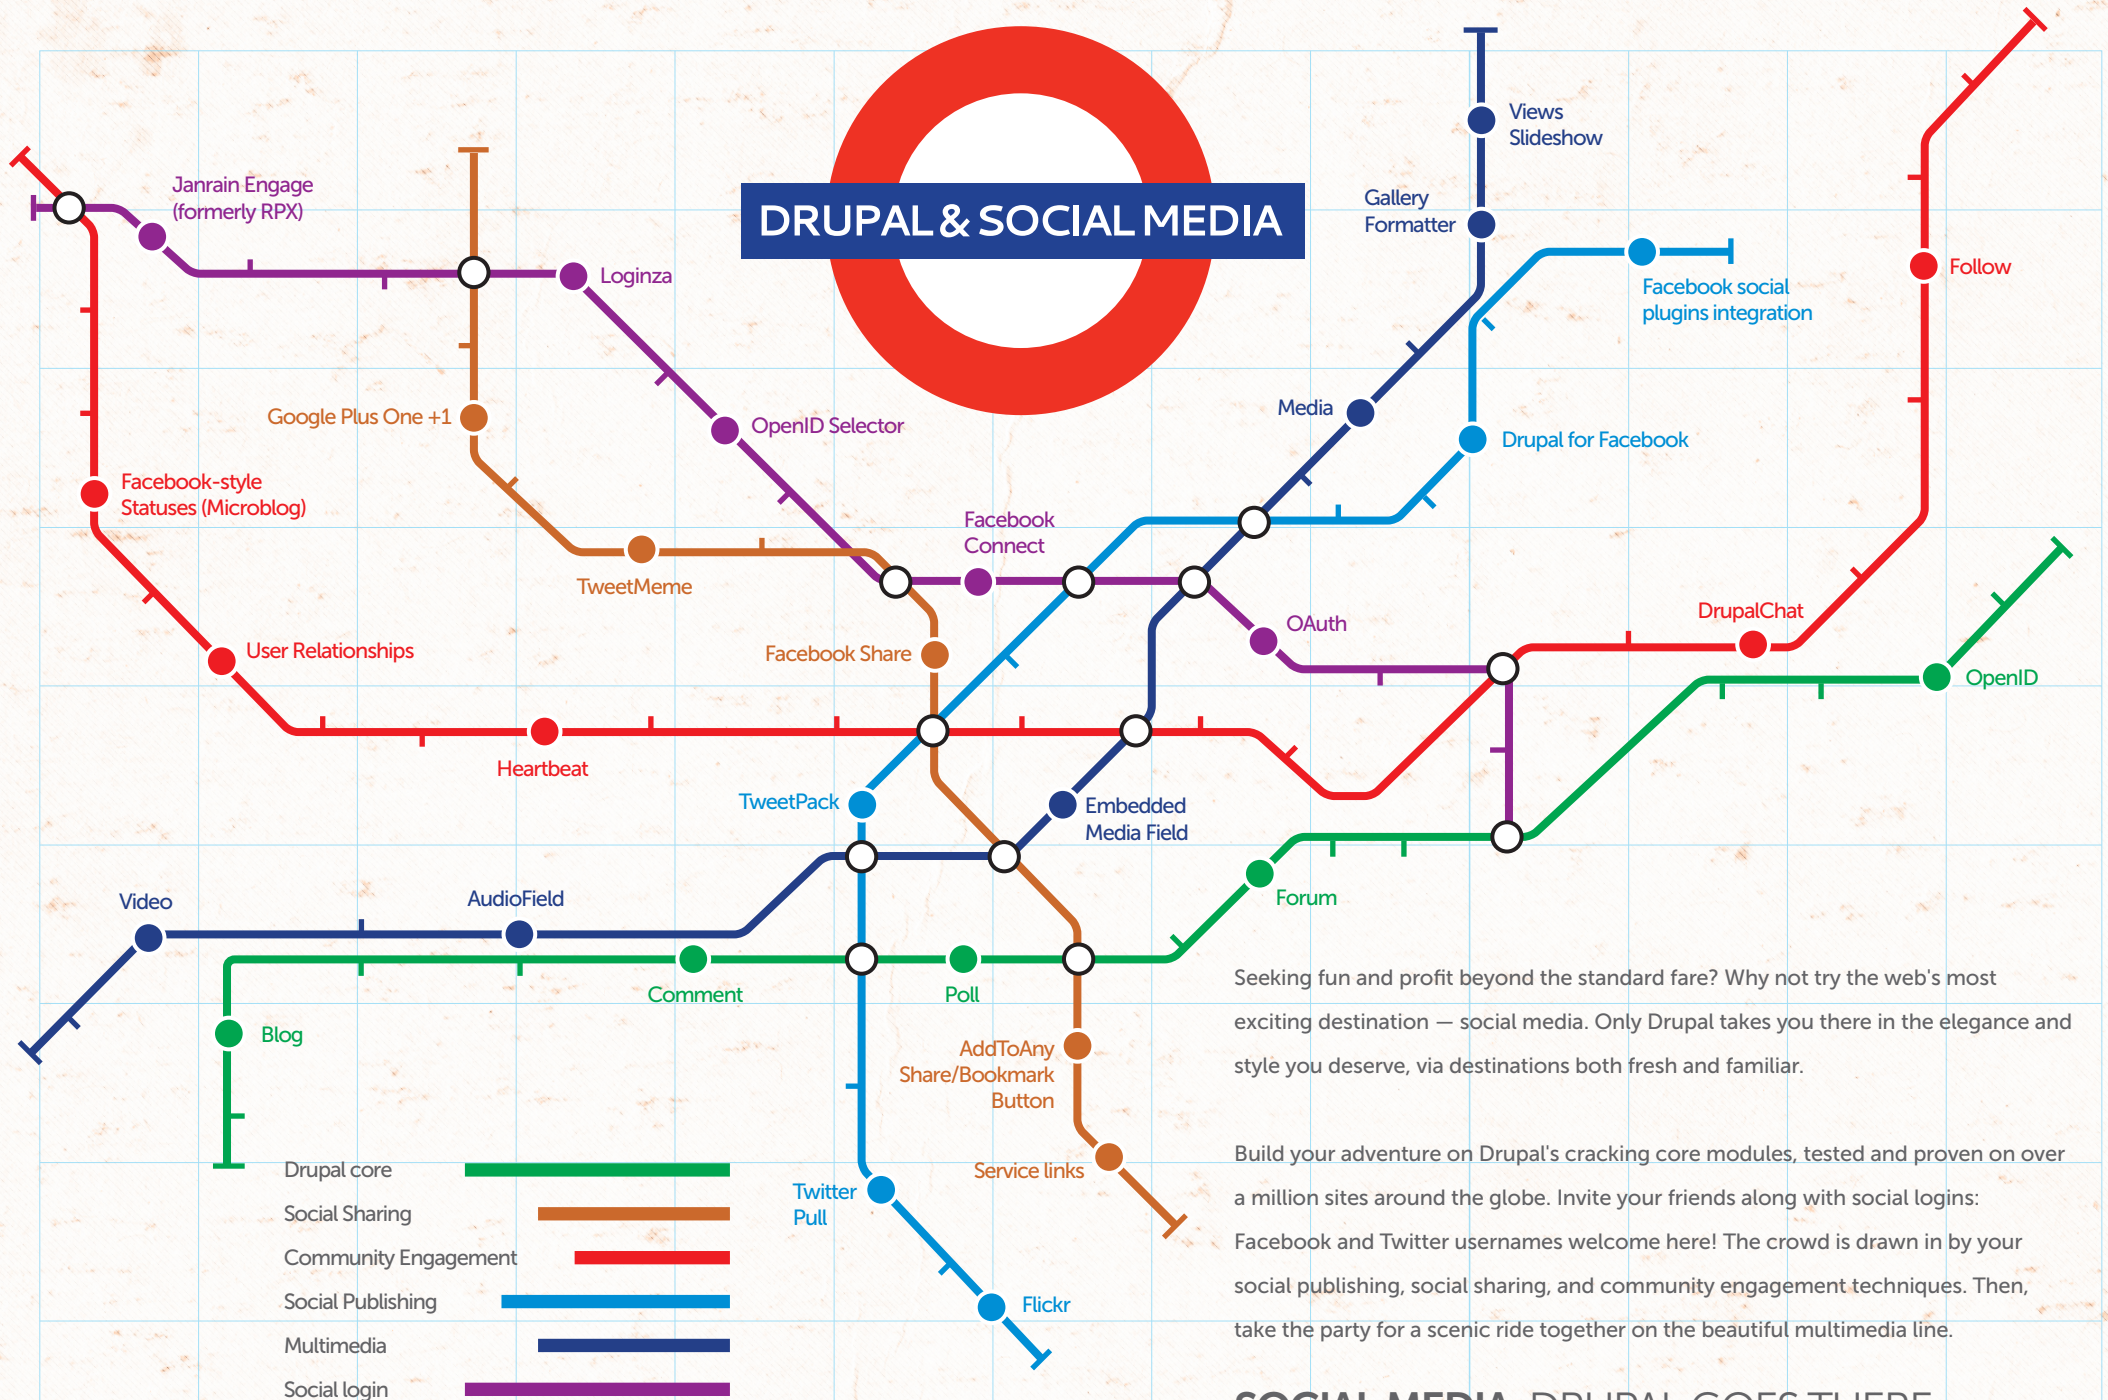 DRUPAL & SOCIAL MEDIA
Views
Slideshow
Janrain Engage
(formerly RPX)
Gallery
Formatter
Loginza
Follow
Facebook social
plugins integration
Google Plus One +1
OpenID Selector
Media
Drupal for Facebook
Facebook-style
Statuses (Microblog)
Facebook
Connect
TweetMeme
DrupalChat
OAuth
User Relationships
Facebook Share
OpenID
Heartbeat
TweetPack
Embedded
Media Field
Video
AudioField
Forum
Comment
Poll
Blog
AddToAny
Share/Bookmark
Button
Service links
Twitter
Pull
Flickr
Drupal core
Social Sharing
Community Engagement
Social Publishing
Multimedia
Social login
Seeking fun and profit beyond the standard fare? Why not try the web's most
exciting destination — social media. Only Drupal takes you there in the elegance and
style you deserve, via destinations both fresh and familiar.
Build your adventure on Drupal's cracking core modules, tested and proven on over
a million sites around the globe. Invite your friends along with social logins:
Facebook and Twitter usernames welcome here! The crowd is drawn in by your
social publishing, social sharing, and community engagement techniques. Then,
take the party for a scenic ride together on the beautiful multimedia line.
SOCIAL MEDIA. DRUPAL GOES THERE.